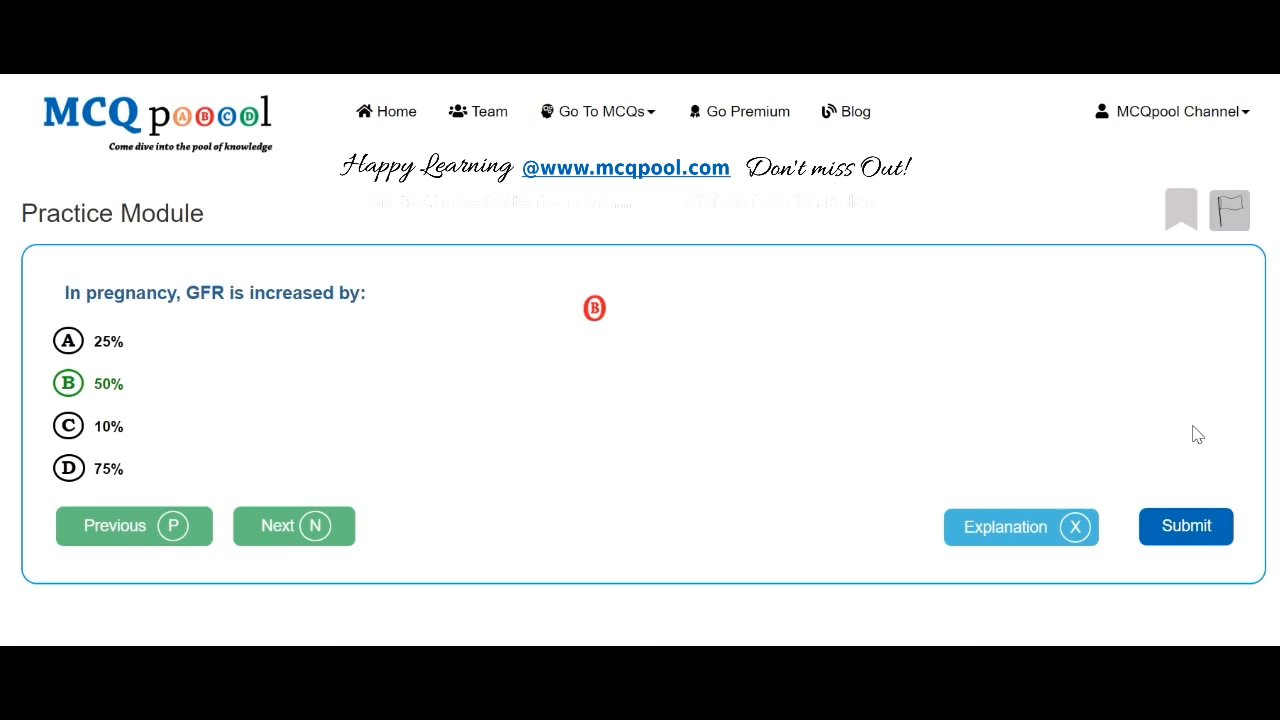 MCQ pABCDl
Come dive into the pool of knowledge
Home Team Go To MCQs Go Premium Blog MCQpool Channel
Happy Learning @www.mcqpool.com Don't miss Out!
Practice Module
In pregnancy, GFR is increased by:
B
A 25%
B 50%
C 10%
D 75%
Previous P Next N Explanation X Submit